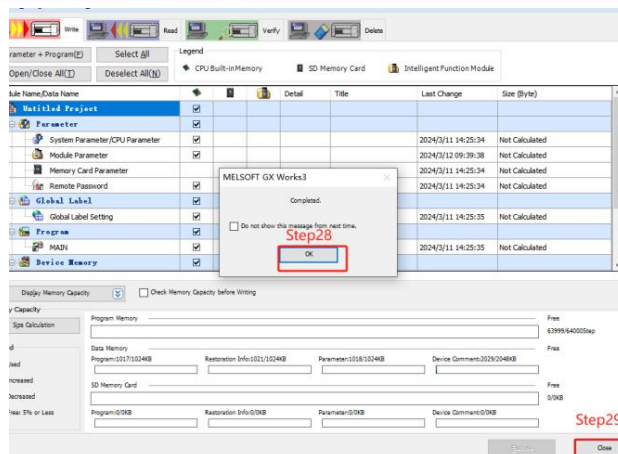 Write
Read
Verify
Delete
rameter + Program(F)
Select All
Open/Close All(T)
Deselect All(N)
Legend
CPU Built-in Memory
SD Memory Card
Intelligent Function Module
ule Name/Data Name
Detail
Title
Last Change
Size (Byte)
Untitled Project
Parameter
System Parameter/CPU Parameter
2024/3/11 14:25:34
Not Calculated
Module Parameter
2024/3/12 09:39:38
Not Calculated
Memory Card Parameter
2024/3/11 14:25:34
Not Calculated
Remote Password
2024/3/11 14:25:34
Not Calculated
Global Label
Global Label Setting
2024/3/11 14:25:35
Not Calculated
Program
MAIN
2024/3/11 14:25:35
Not Calculated
Device Memory
MELSOFT GX Works3
Completed.
Do not show this message from next time.
Step28
OK
Display Memory Capacity
Check Memory Capacity before Writing
y Capacity
Size Calculation
Program Memory
Free
63999/64000Step
Data Memory
Free
Program:1017/1024KB
Restoration Info:1021/1024KB
Parameter:1018/1024KB
Device Comment:2029/2048KB
Used
ncreased
Decreased
Free: 5% or Less
SD Memory Card
Free
0/0KB
Program:0/0KB
Restoration Info:0/0KB
Parameter:0/0KB
Device Comment:0/0KB
Step29
Execute
Close